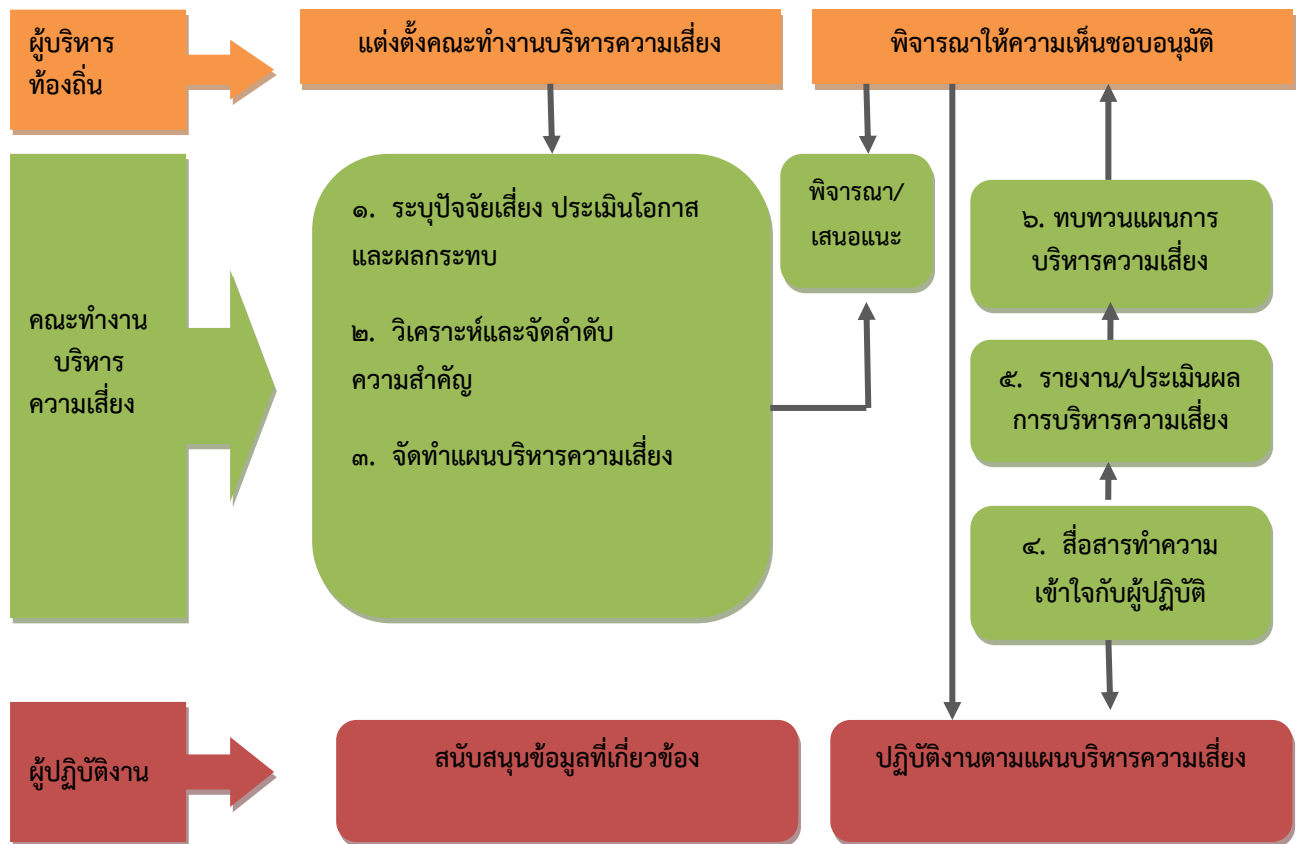 ผู้บริหาร
ท้องถิ่น
แต่งตั้งคณะทำงานบริหารความเสี่ยง
พิจารณาให้ความเห็นชอบอนุมัติ
คณะทำงาน
บริหาร
ความเสี่ยง
๑. ระบุปัจจัยเสี่ยง ประเมินโอกาส
และผลกระทบ
๒. วิเคราะห์และจัดลำดับ
ความสำคัญ
๓. จัดทำแผนบริหารความเสี่ยง
พิจารณา/
เสนอแนะ
๖. ทบทวนแผนการ
บริหารความเสี่ยง
๕. รายงาน/ประเมินผล
การบริหารความเสี่ยง
๔. สื่อสารทำความ
เข้าใจกับผู้ปฏิบัติ
ผู้ปฏิบัติงาน
สนับสนุนข้อมูลที่เกี่ยวข้อง
ปฏิบัติงานตามแผนบริหารความเสี่ยง